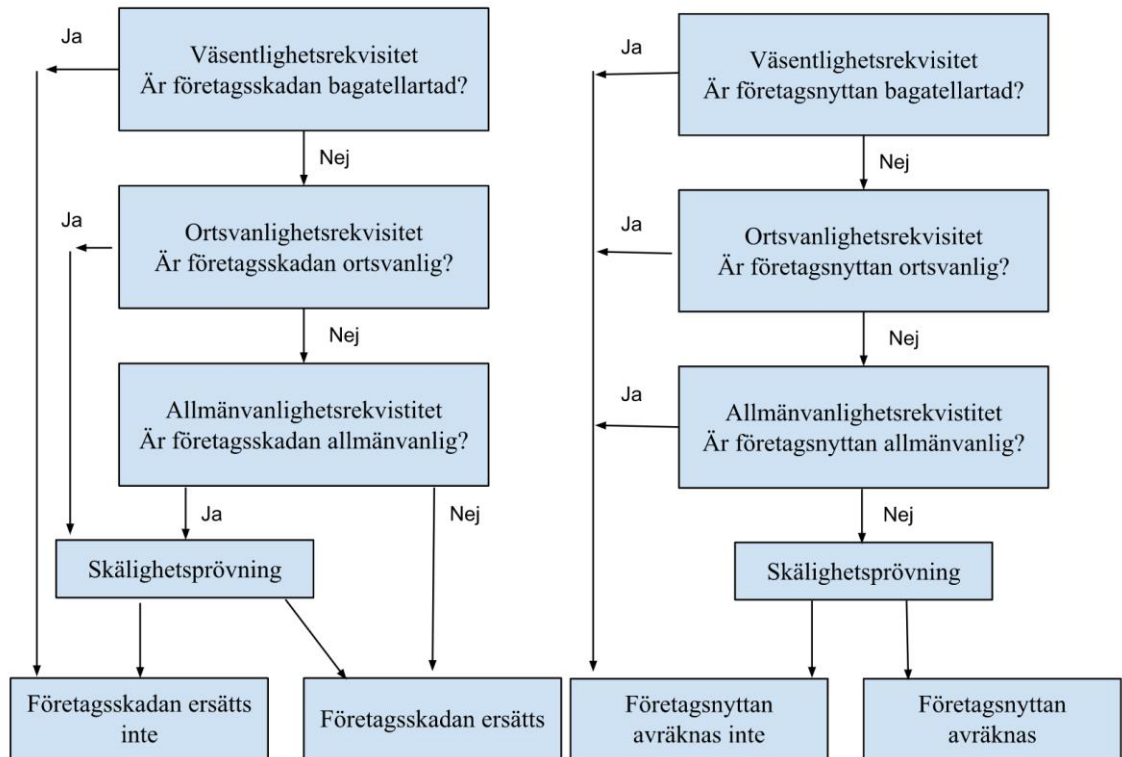 Ja
Väsentlighetsrekvisitet
Är företagsskadan bagatellartad?
Nej
Ja
Ortsvanlighetsrekvisitet
Är företagsskadan ortsvanlig?
Nej
Allmänvanlighetsrekvistitet
Är företagsskadan allmänvanlig?
Ja
Nej
Skälighetsprövning
Företagsskadan ersätts
inte
Företagsskadan ersätts
Ja
Väsentlighetsrekvisitet
Är företagsnyttan bagatellartad?
Nej
Ja
Ortsvanlighetsrekvisitet
Är företagsnyttan ortsvanlig?
Nej
Ja
Allmänvanlighetsrekvistitet
Är företagsnyttan allmänvanlig?
Nej
Skälighetsprövning
Företagsnyttan
avräknas inte
Företagsnyttan
avräknas